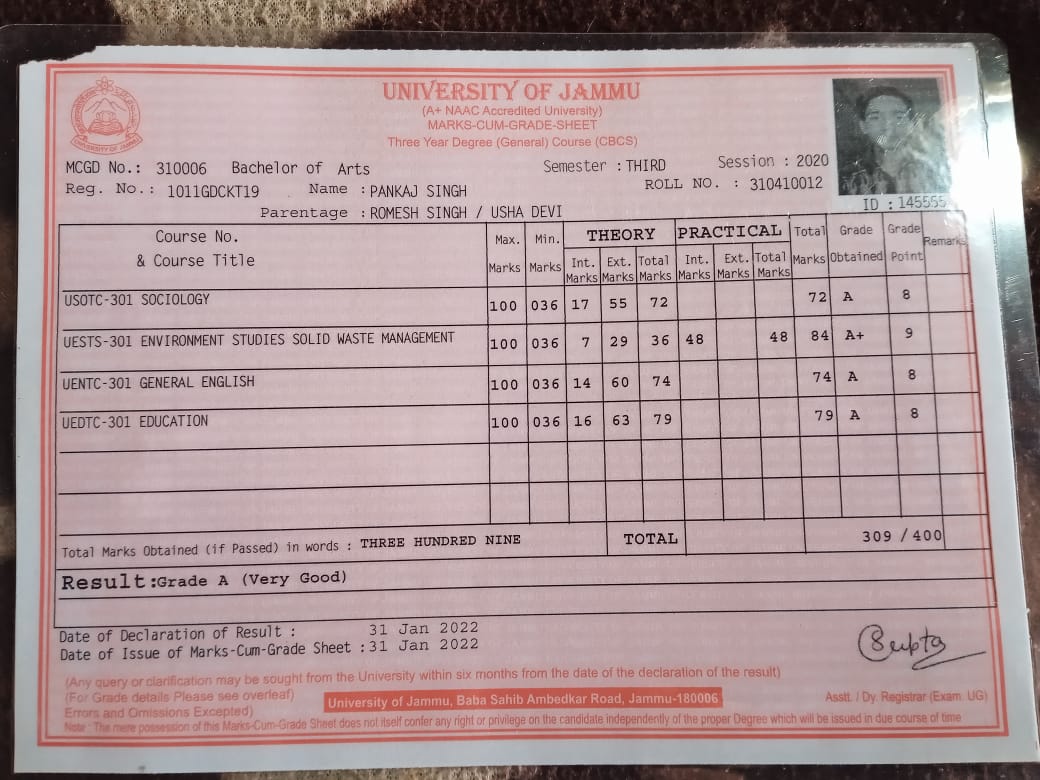 UNIVERSITY OF JAMMU
(A+ NAAC Accredited University)
MARKS-CUM-GRADE-SHEET
Three Year Degree (General) Course (CBCS)
UNIVERSITY OF JAMMU
MCGD No.: 310006 Bachelor of Arts Semester : THIRD Session : 2020
Reg. No.: 1011GDCKT19 Name : PANKAJ SINGH ROLL NO. : 310410012
Parentage : ROMESH SINGH / USHA DEVI ID : 145555
Course No. & Course Title Max. Marks Min. Marks THEORY PRACTICAL Total Marks Grade Obtained Grade Point Remarks
Int. Marks Ext. Marks Total Marks Int. Marks Ext. Marks Total Marks
USOTC-301 SOCIOLOGY 100 036 17 55 72 72 A 8
UESTS-301 ENVIRONMENT STUDIES SOLID WASTE MANAGEMENT 100 036 7 29 36 48 48 84 A+ 9
UENTC-301 GENERAL ENGLISH 100 036 14 60 74 74 A 8
UEDTC-301 EDUCATION 100 036 16 63 79 79 A 8
Total Marks Obtained (if Passed) in words : THREE HUNDRED NINE TOTAL 309 / 400
Result:Grade A (Very Good)
Date of Declaration of Result : 31 Jan 2022
Date of Issue of Marks-Cum-Grade Sheet : 31 Jan 2022
(Any query or clarification may be sought from the University within six months from the date of the declaration of the result)
(For Grade details Please see overleaf)
Errors and Omissions Excepted)
University of Jammu, Baba Sahib Ambedkar Road, Jammu-180006
Asstt. / Dy. Registrar (Exam. UG)
Note : The mere possession of this Marks-Cum-Grade Sheet does not itself confer any right or privilege on the candidate independently of the proper Degree which will be issued in due course of time